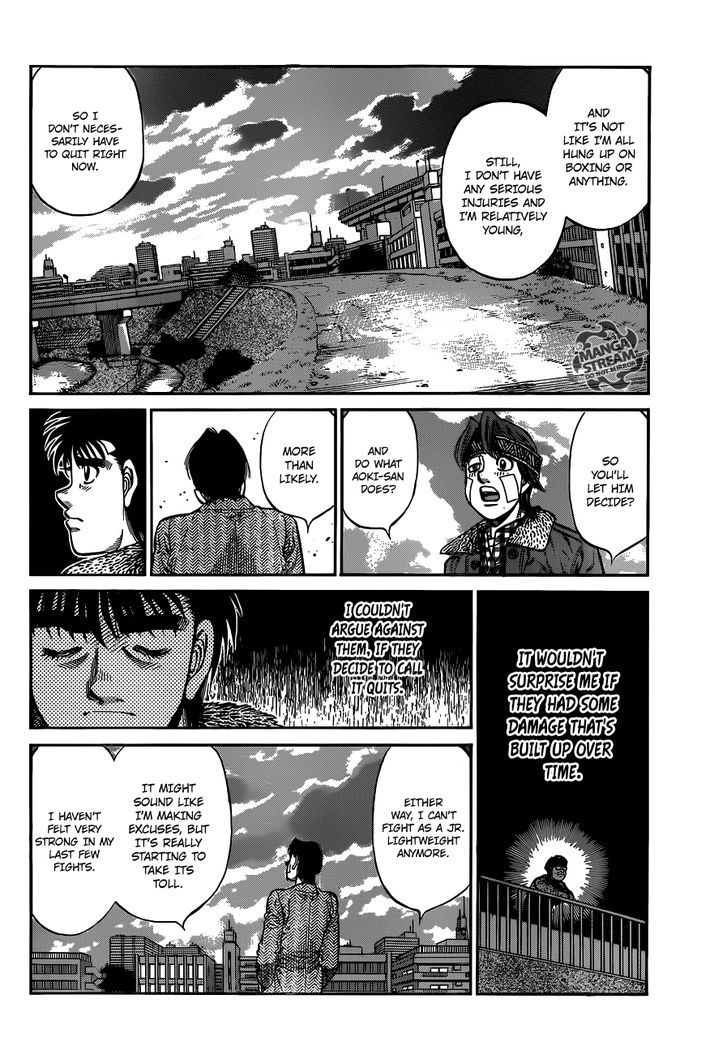 AND
IT'S NOT
LIKE I'M ALL
HUNG UP ON
BOXING OR
ANYTHING.
STILL,
I DON'T HAVE
ANY SERIOUS
INJURIES AND
I'M RELATIVELY
YOUNG,
SO I
DON'T NECES-
SARILY HAVE
TO QUIT RIGHT
NOW.
MANGA
STREAM
SO
YOU'LL
LET HIM
DECIDE?
AND
DO WHAT
AOKI-SAN
DOES?
MORE
THAN
LIKELY.
IT WOULDN'T
SURPRISE ME IF
THEY HAD SOME
DAMAGE THAT'S
BUILT UP OVER
TIME.
I COULDN'T
ARGUE AGAINST
THEM, IF THEY
DECIDE TO CALL
IT QUITS.
EITHER
WAY, I CAN'T
FIGHT AS A JR.
LIGHTWEIGHT
ANYMORE.
IT MIGHT
SOUND LIKE
I'M MAKING
EXCUSES, BUT
IT'S REALLY
STARTING TO
TAKE ITS
TOLL.
I HAVEN'T
FELT VERY
STRONG IN MY
LAST FEW
FIGHTS.